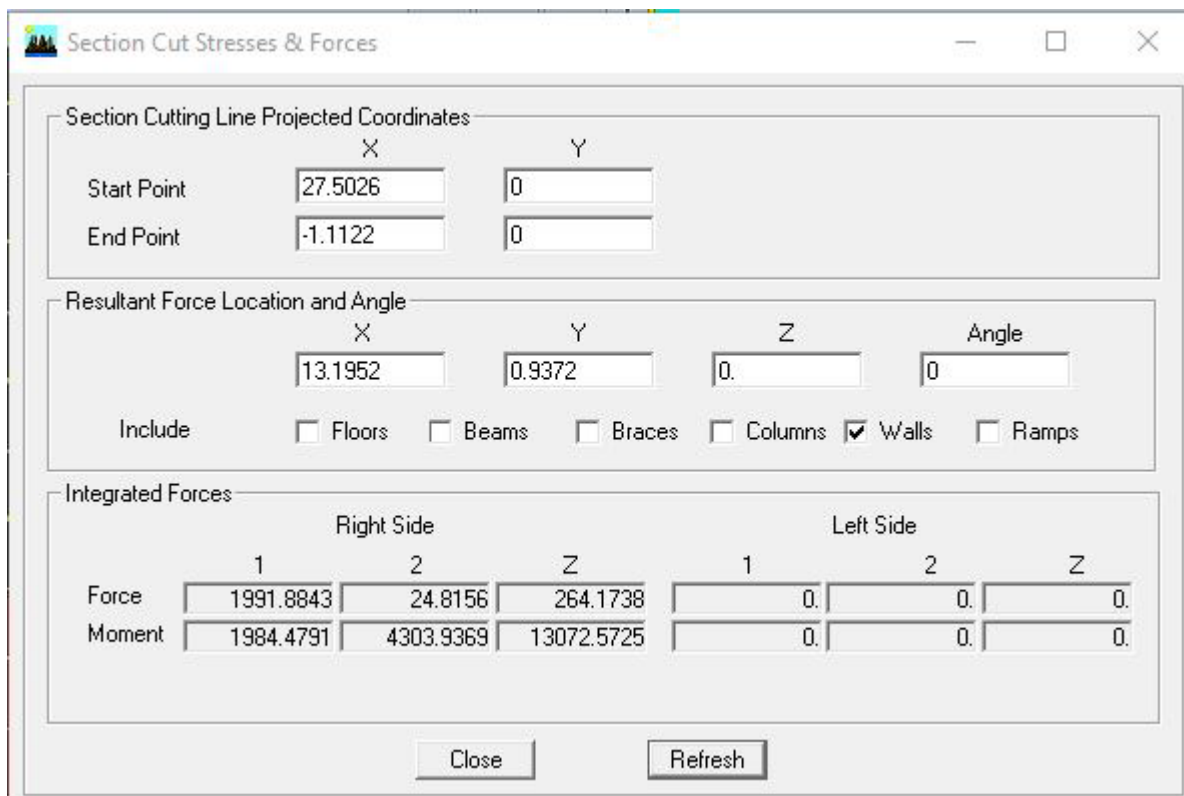 Section Cut Stresses & Forces
Section Cutting Line Projected Coordinates
X Y
Start Point 27.5026 0
End Point -1.1122 0
Resultant Force Location and Angle
X Y Z Angle
13.1952 0.9372 0. 0
Include Floors Beams Braces Columns Walls Ramps
Integrated Forces
Right Side Left Side
1 2 Z 1 2 Z
Force 1991.8843 24.8156 264.1738 0. 0. 0.
Moment 1984.4791 4303.9369 13072.5725 0. 0. 0.
Close Refresh